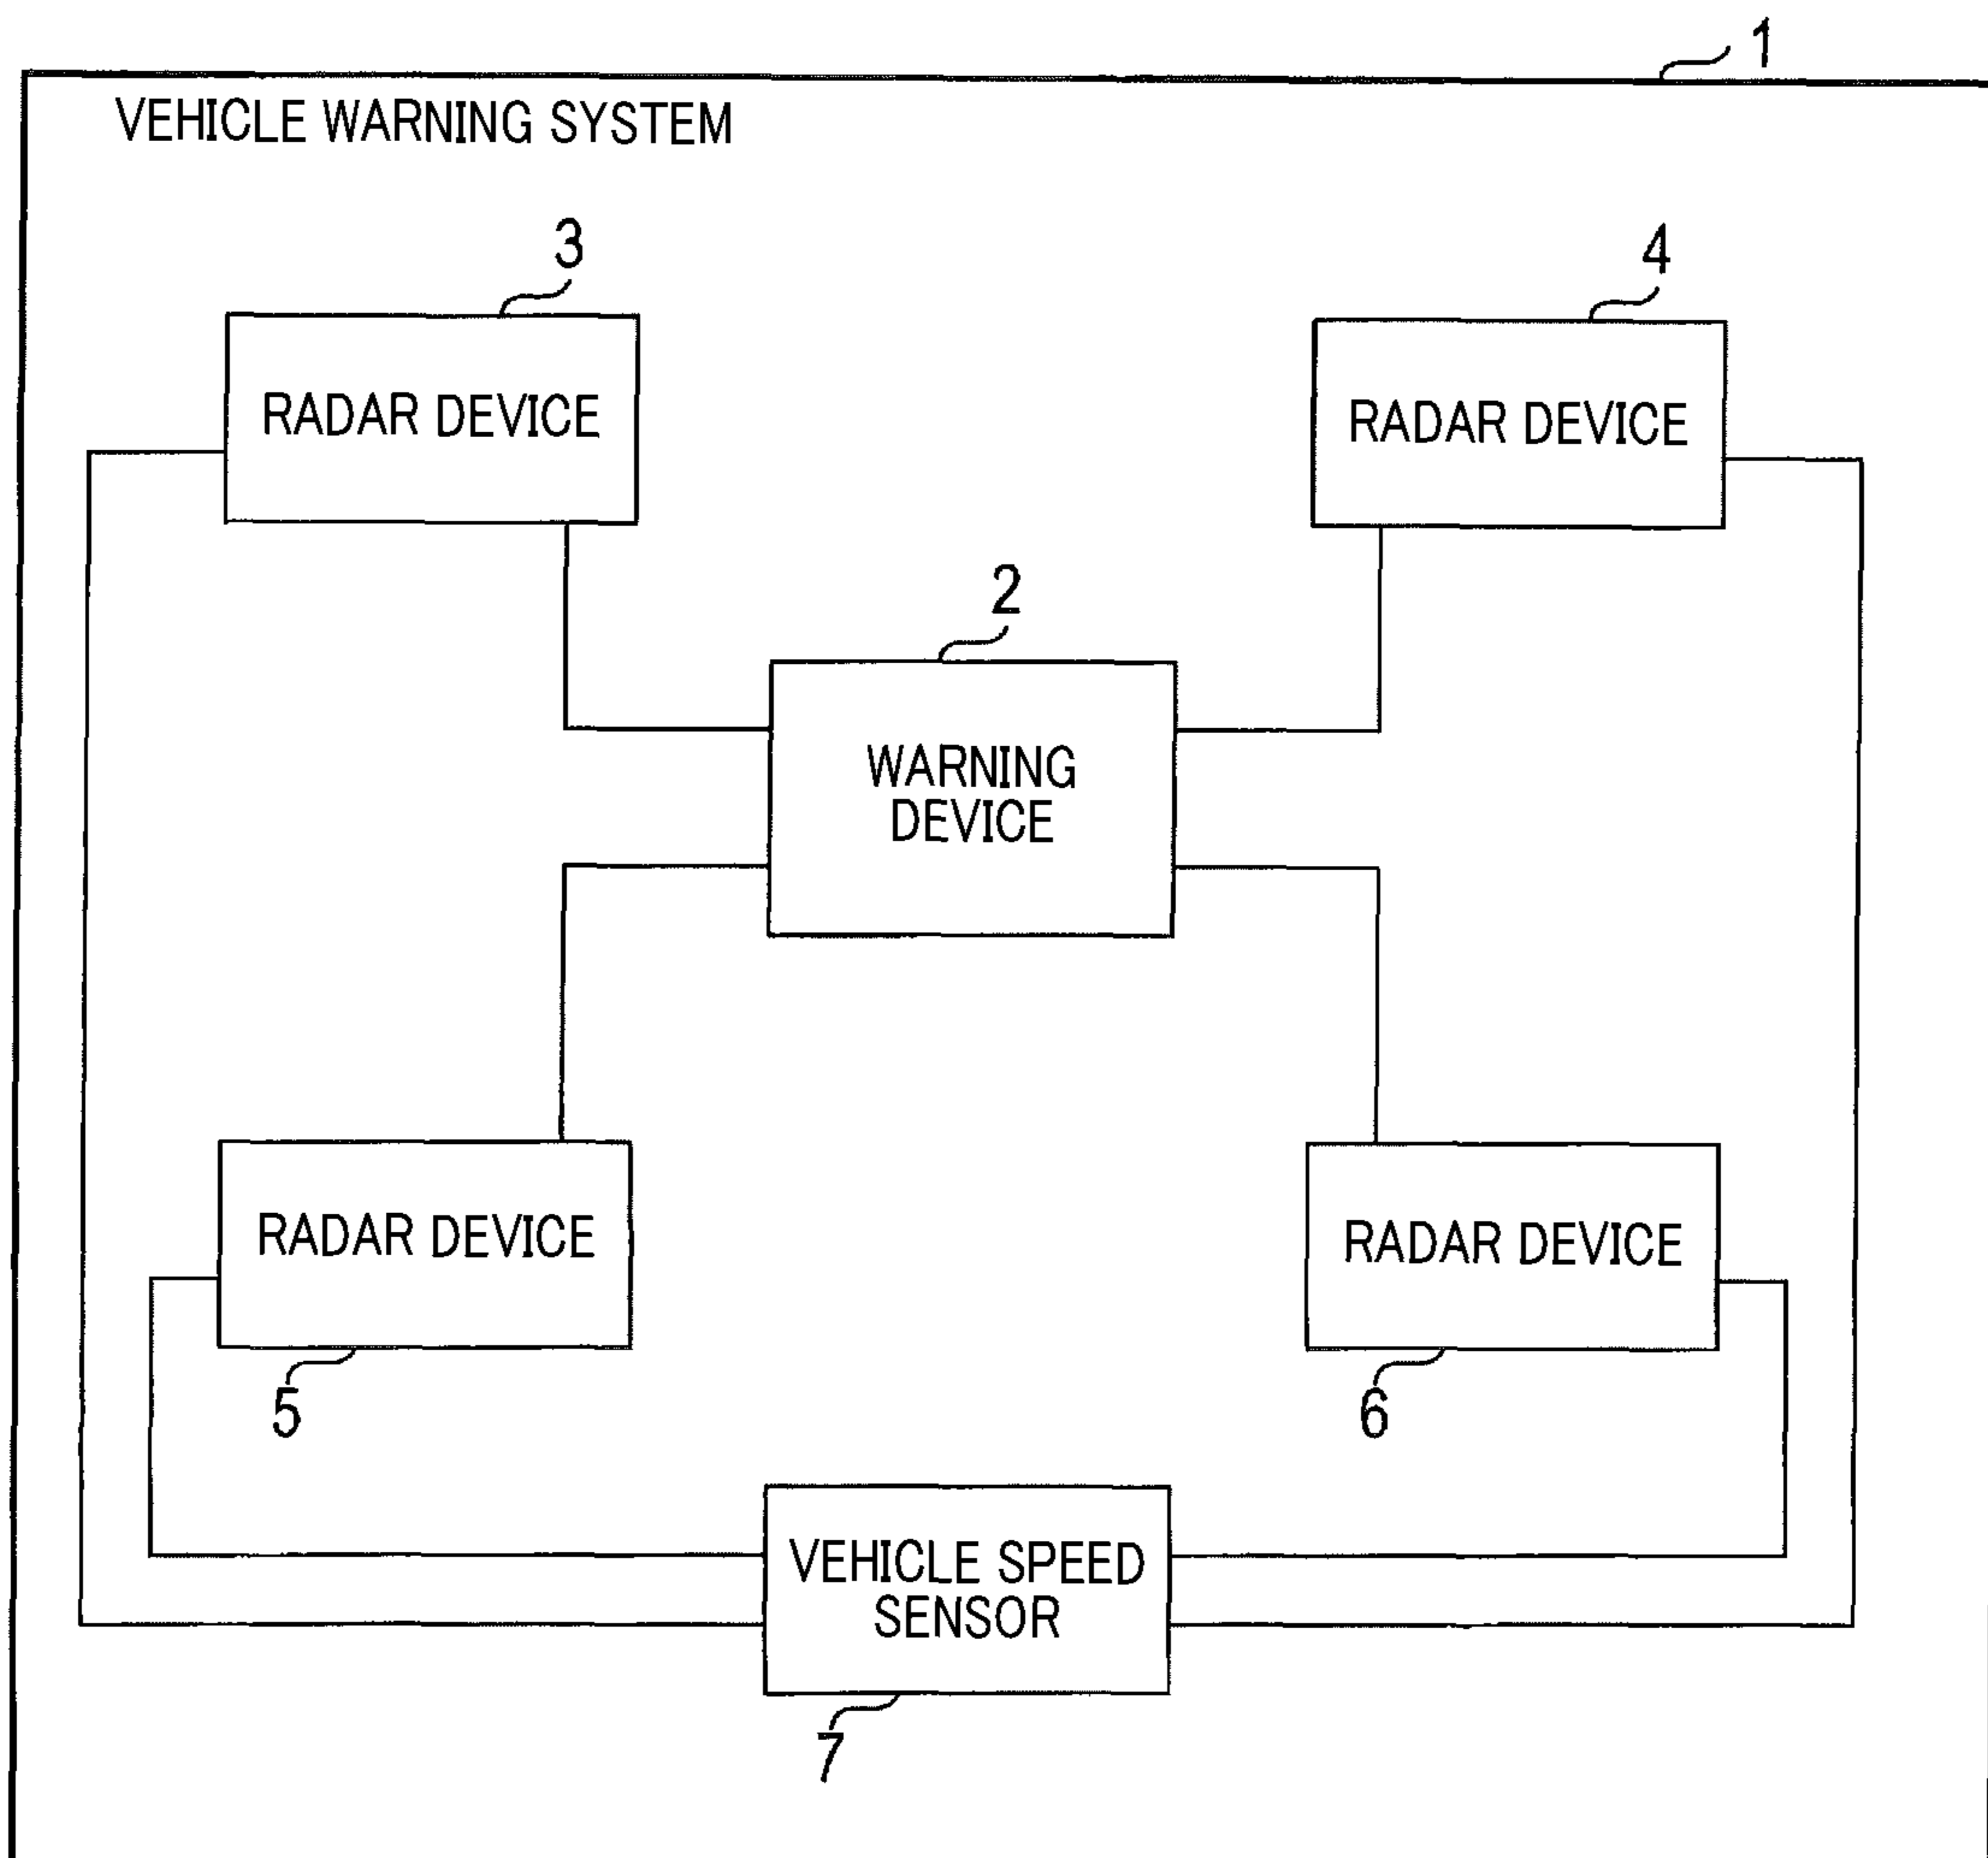 1
VEHICLE WARNING SYSTEM
3
4
RADAR DEVICE
RADAR DEVICE
2
WARNING
DEVICE
RADAR DEVICE
RADAR DEVICE
5
6
VEHICLE SPEED
SENSOR
7